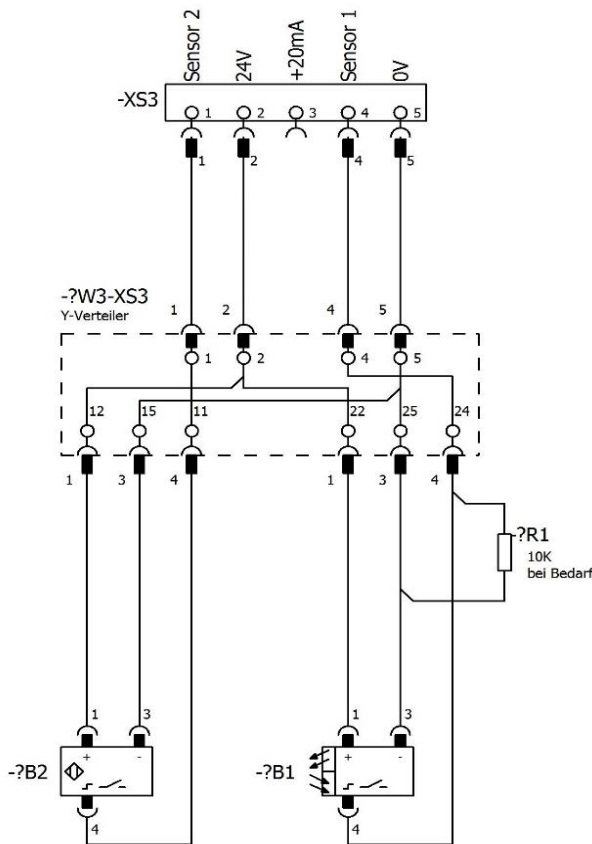 Sensor 2
24V
+20mA
Sensor 1
0V
-XS3
1 2 3 4 5
1 2 4 5
-?W3-XS3
Y-Verteiler
1 2 4 5
1 2 4 5
12 15 11 22 25 24
1 3 4 1 3 4
-?R1
10K
bei Bedarf
1 3 1 3
-?B2
+ -
-?B1
+ -
4 4